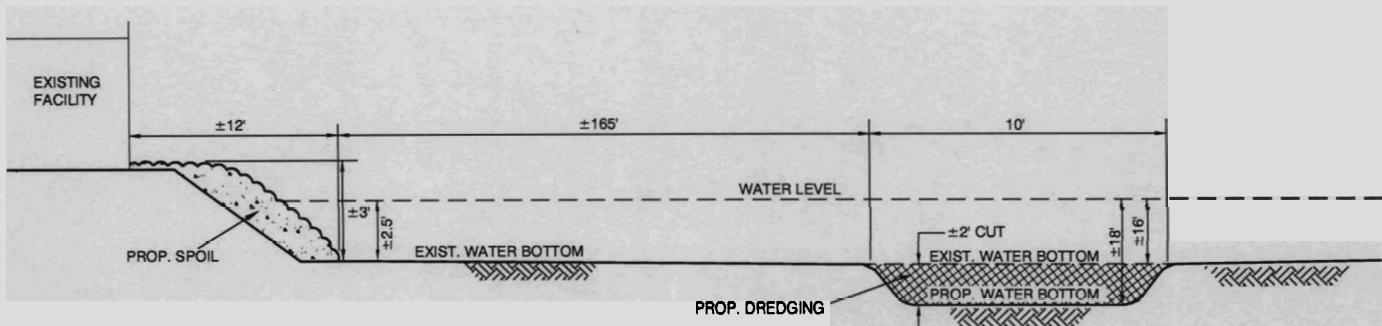 EXISTING
FACILITY
±12'
±165'
10'
WATER LEVEL
±3'
±2.5'
±2' CUT
±18'
±16'
PROP. SPOIL
EXIST. WATER BOTTOM
EXIST. WATER BOTTOM
PROP. WATER BOTTOM
PROP. DREDGING